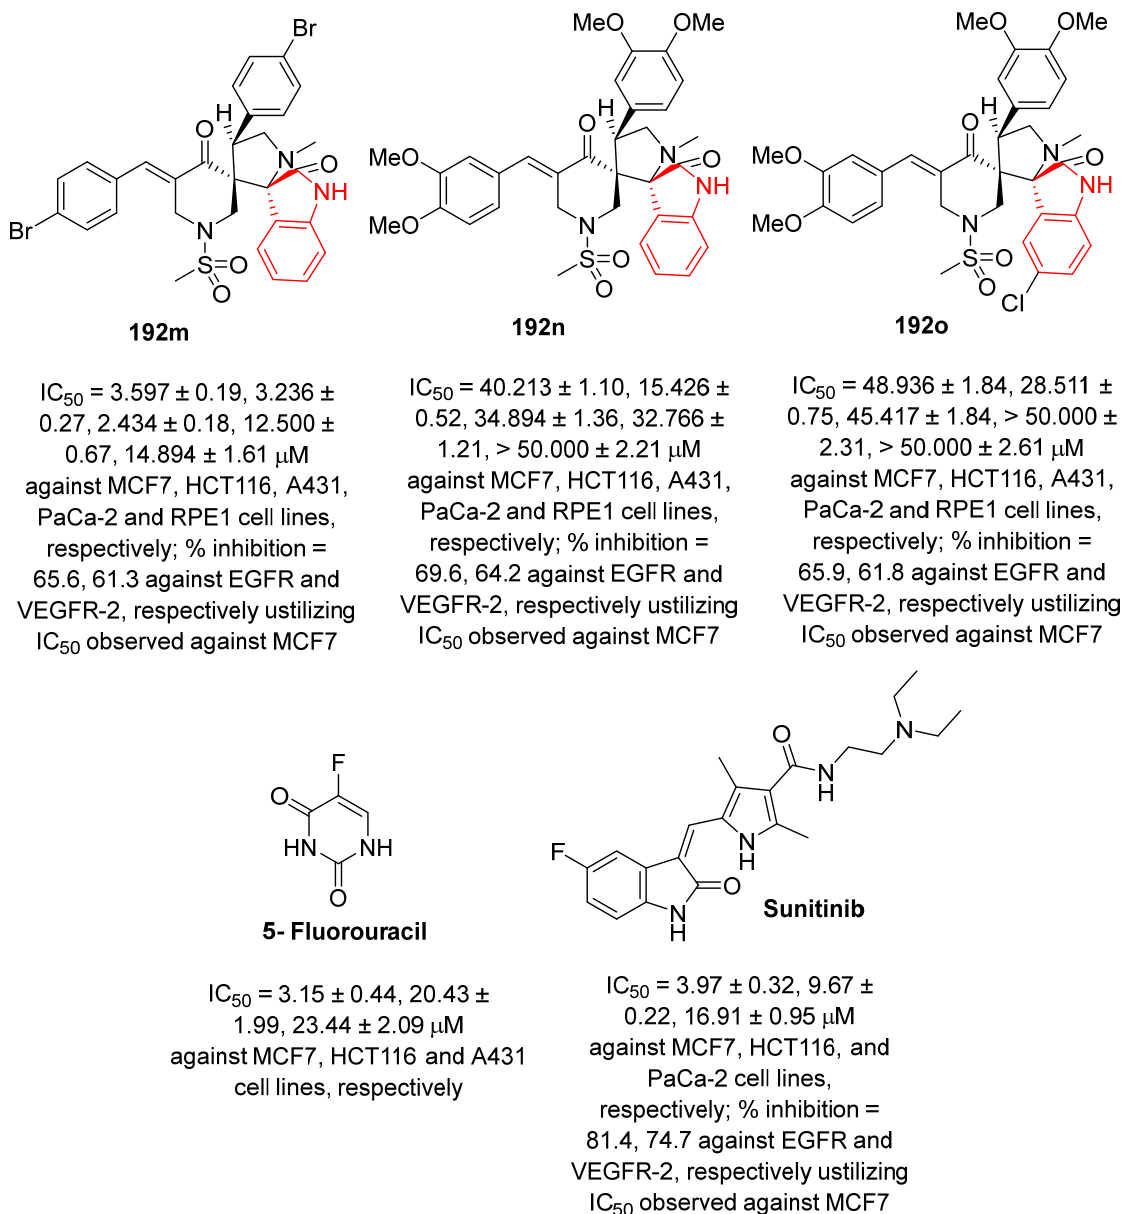 Br
H
O
N
O
NH
Br
N
S
O
O
192m
MeO
OMe
H
O
N
O
NH
MeO
MeO
N
S
O
O
192n
MeO
OMe
H
O
N
O
NH
MeO
MeO
N
S
O
O
Cl
192o
IC50 = 3.597 ± 0.19, 3.236 ±
0.27, 2.434 ± 0.18, 12.500 ±
0.67, 14.894 ± 1.61 μM
against MCF7, HCT116, A431,
PaCa-2 and RPE1 cell lines,
respectively; % inhibition =
65.6, 61.3 against EGFR and
VEGFR-2, respectively ustilizing
IC50 observed against MCF7
IC50 = 40.213 ± 1.10, 15.426 ±
0.52, 34.894 ± 1.36, 32.766 ±
1.21, > 50.000 ± 2.21 μM
against MCF7, HCT116, A431,
PaCa-2 and RPE1 cell lines,
respectively; % inhibition =
69.6, 64.2 against EGFR and
VEGFR-2, respectively ustilizing
IC50 observed against MCF7
IC50 = 48.936 ± 1.84, 28.511 ±
0.75, 45.417 ± 1.84, > 50.000 ±
2.31, > 50.000 ± 2.61 μM
against MCF7, HCT116, A431,
PaCa-2 and RPE1 cell lines,
respectively; % inhibition =
65.9, 61.8 against EGFR and
VEGFR-2, respectively ustilizing
IC50 observed against MCF7
F
O
HN
NH
O
5- Fluorouracil
IC50 = 3.15 ± 0.44, 20.43 ±
1.99, 23.44 ± 2.09 μM
against MCF7, HCT116 and A431
cell lines, respectively
N
O
N
H
N
H
F
O
N
H
Sunitinib
IC50 = 3.97 ± 0.32, 9.67 ±
0.22, 16.91 ± 0.95 μM
against MCF7, HCT116, and
PaCa-2 cell lines,
respectively; % inhibition =
81.4, 74.7 against EGFR and
VEGFR-2, respectively ustilizing
IC50 observed against MCF7